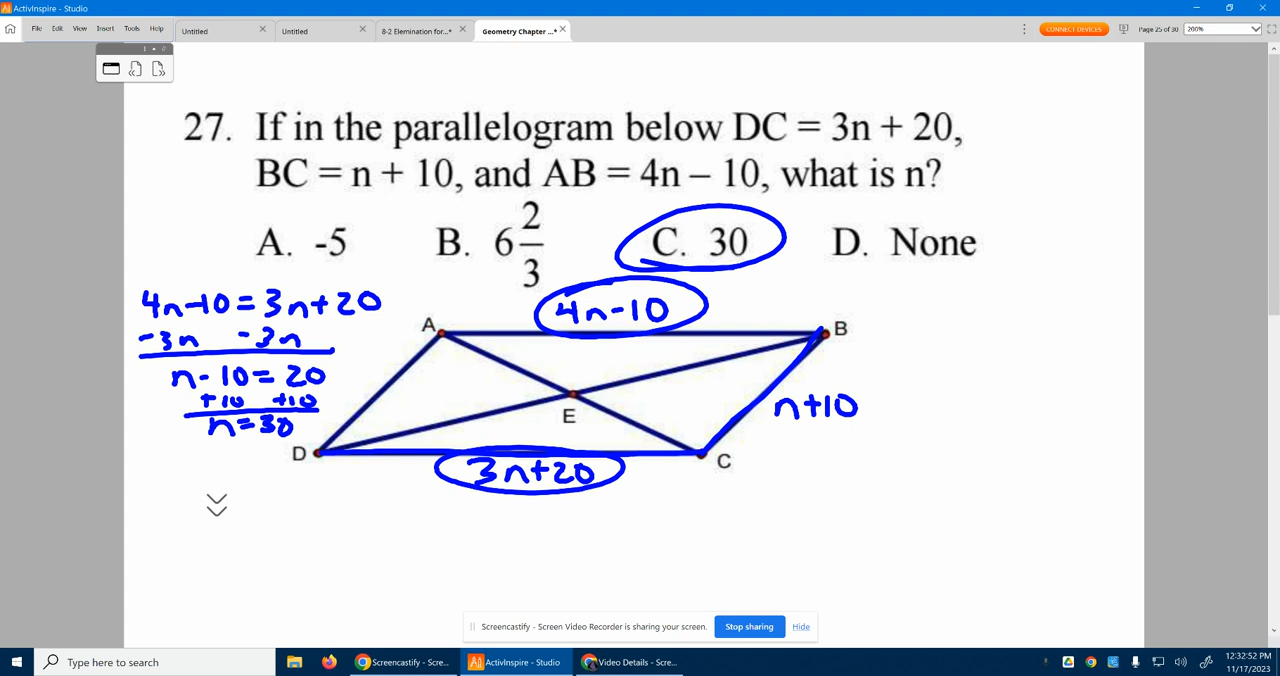 ActivInspire - Studio
File Edit View Insert Tools Help
Untitled
Untitled
8-2 Elemination for...*
Geometry Chapter ...*
CONNECT DEVICES
Page 25 of 30
200%
27. If in the parallelogram below DC = 3n + 20,
BC = n + 10, and AB = 4n – 10, what is n?
A. -5 B. 6 2/3 C. 30 D. None
4n-10=3n+20
-3n -3n
n-10=20
+10 +10
n=30
4n-10
A
B
E
n+10
D
C
3n+20
Screencastify - Screen Video Recorder is sharing your screen.
Stop sharing
Hide
Type here to search
Screencastify - Scre...
ActivInspire - Studio
Video Details - Scre...
12:32:52 PM
11/17/2023